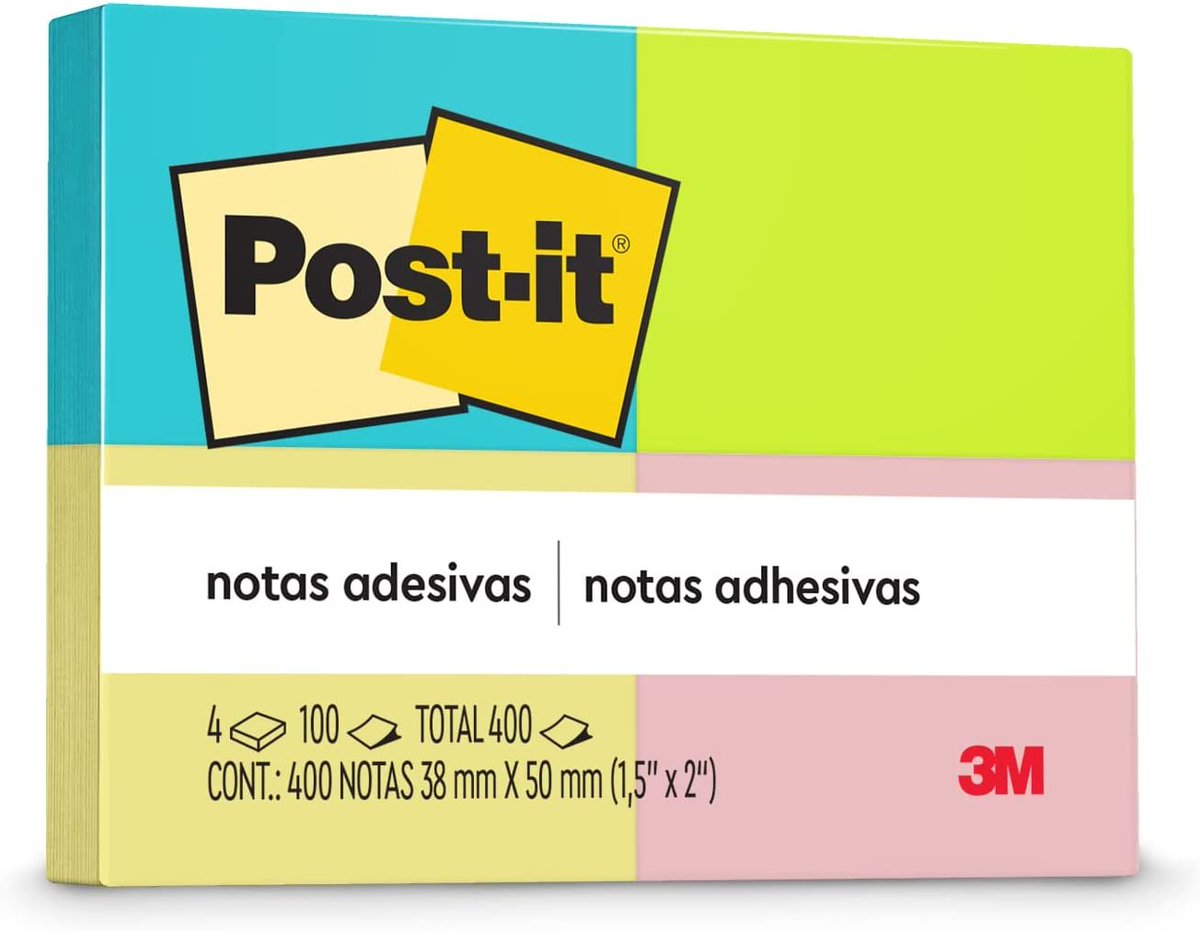 Post-it®
notas adesivas | notas adhesivas
4 100 TOTAL 400
CONT.: 400 NOTAS 38 mm X 50 mm (1,5" x 2")
3M